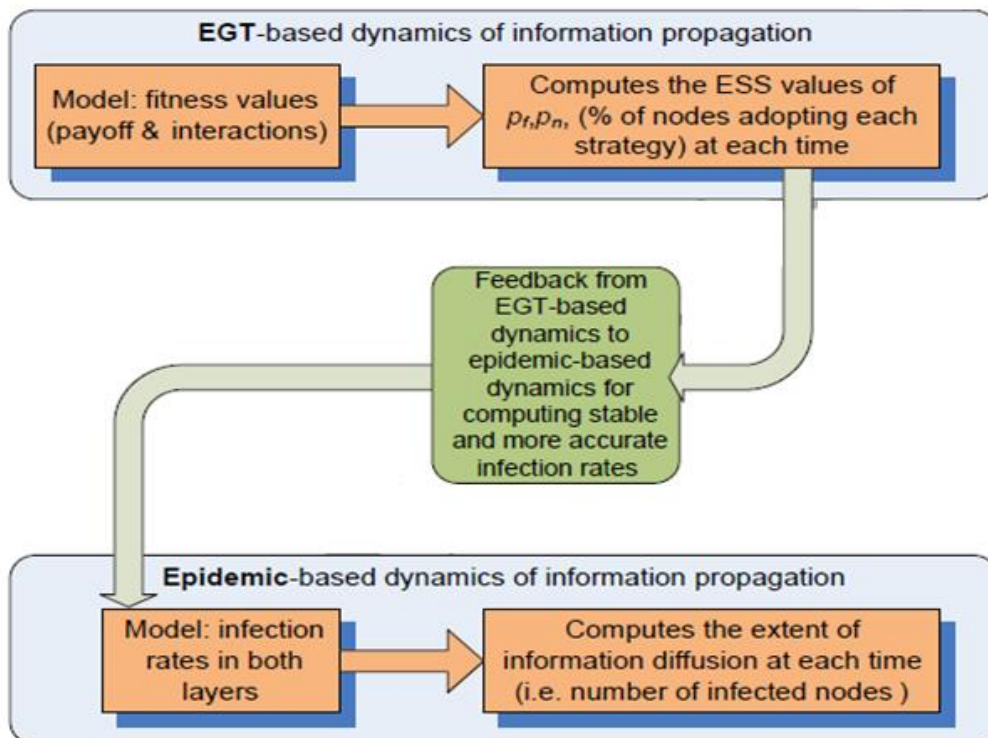 EGT-based dynamics of information propagation
Model: fitness values
(payoff & interactions)
Computes the ESS values of
pf,pn, (% of nodes adopting each
strategy) at each time
Feedback from
EGT-based
dynamics to
epidemic-based
dynamics for
computing stable
and more accurate
infection rates
Epidemic-based dynamics of information propagation
Model: infection
rates in both
layers
Computes the extent of
information diffusion at each time
(i.e. number of infected nodes )